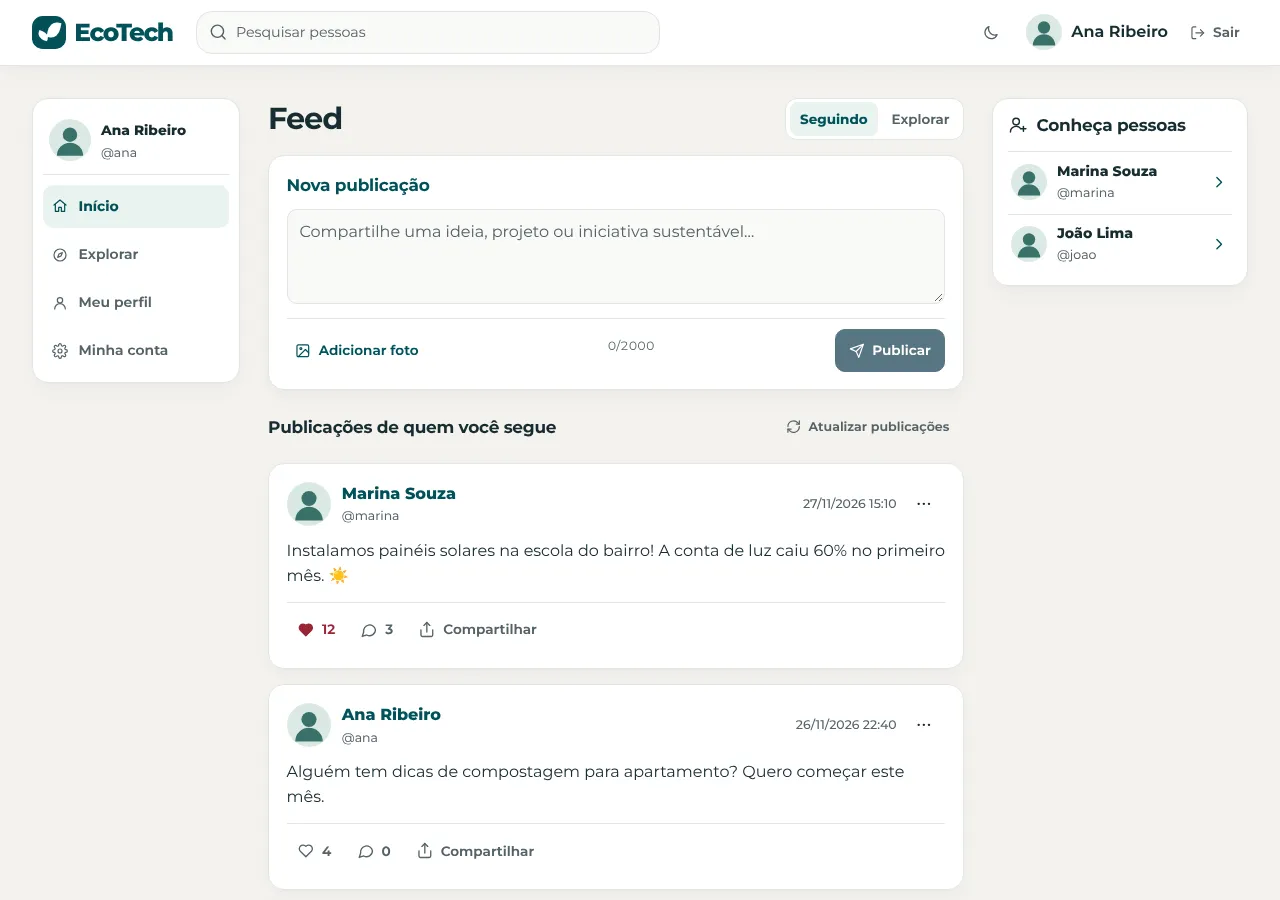 EcoTech
Pesquisar pessoas
Ana Ribeiro
Sair
Ana Ribeiro
@ana
Início
Explorar
Meu perfil
Minha conta
Feed
Seguindo
Explorar
Nova publicação
Compartilhe uma ideia, projeto ou iniciativa sustentável...
Adicionar foto
0/2000
Publicar
Publicações de quem você segue
Atualizar publicações
Marina Souza
@marina
27/11/2026 15:10
Instalamos painéis solares na escola do bairro! A conta de luz caiu 60% no primeiro
mês. ☀️
12
3
Compartilhar
Ana Ribeiro
@ana
26/11/2026 22:40
Alguém tem dicas de compostagem para apartamento? Quero começar este
mês.
4
0
Compartilhar
Conheça pessoas
Marina Souza
@marina
João Lima
@joao